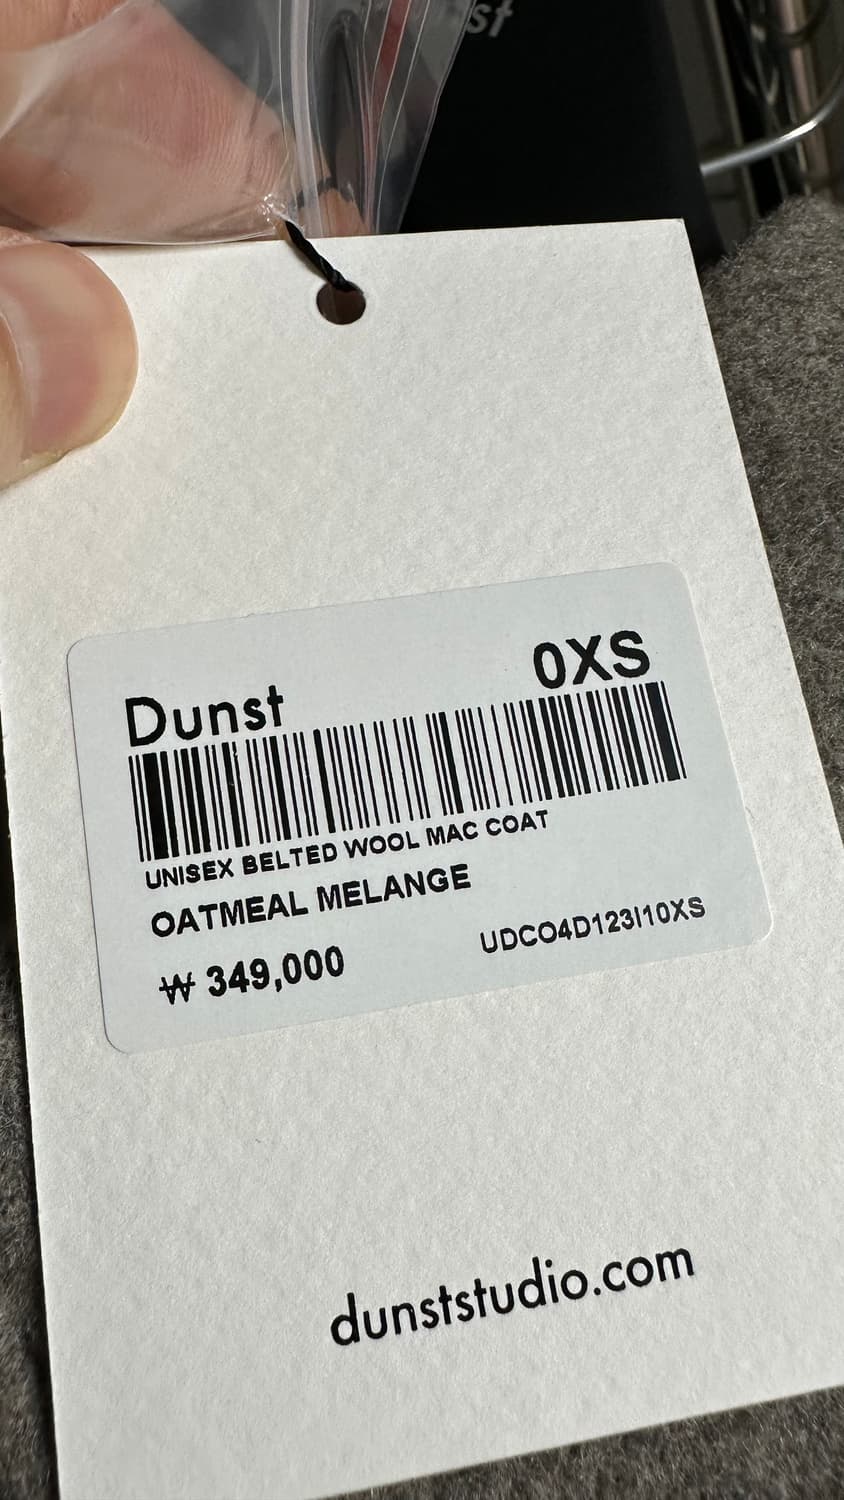 Dunst
0XS
UNISEX BELTED WOOL MAC COAT
OATMEAL MELANGE
₩ 349,000
UDCO4D123I10XS
dunststudio.com